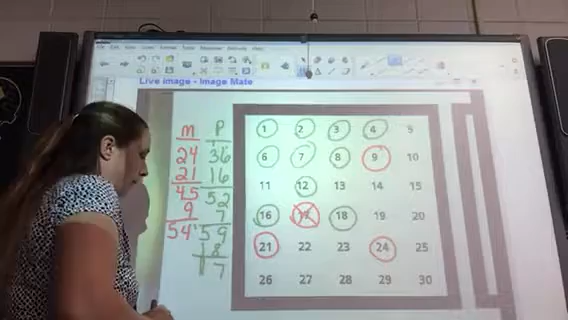 Live image - Image Mate
m P
24 36
21 16
45 52
9 7
54 59
18
1 2 3 4 5
6 7 8 9 10
11 12 13 14 15
16 17 18 19 20
21 22 23 24 25
26 27 28 29 30